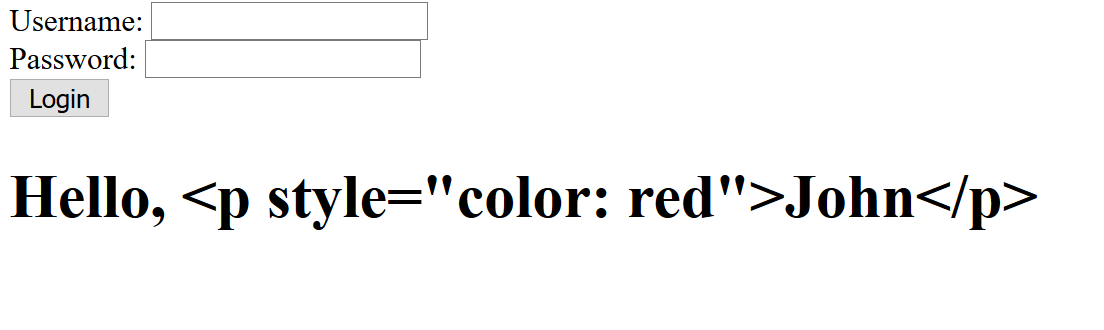 Username:
Password:
Login
Hello, <p style="color: red">John</p>